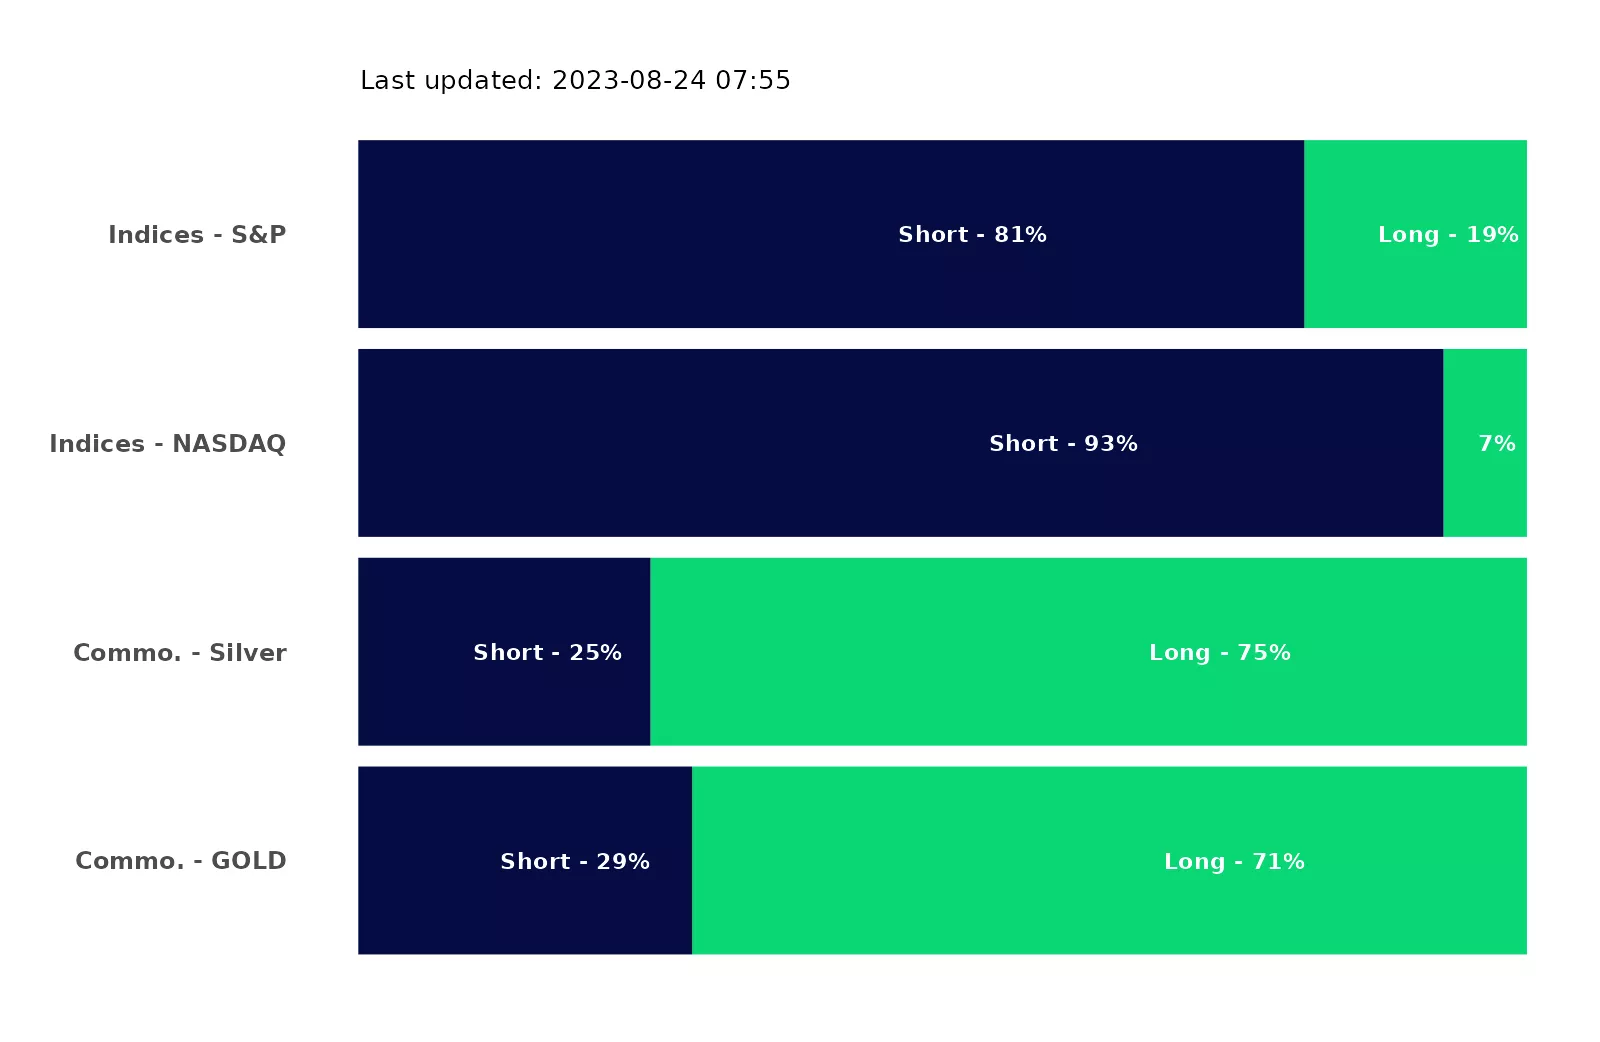 Last updated: 2023-08-24 07:55
Indices - S&P Short - 81% Long - 19%
Indices - NASDAQ Short - 93% 7%
Commo. - Silver Short - 25% Long - 75%
Commo. - GOLD Short - 29% Long - 71%